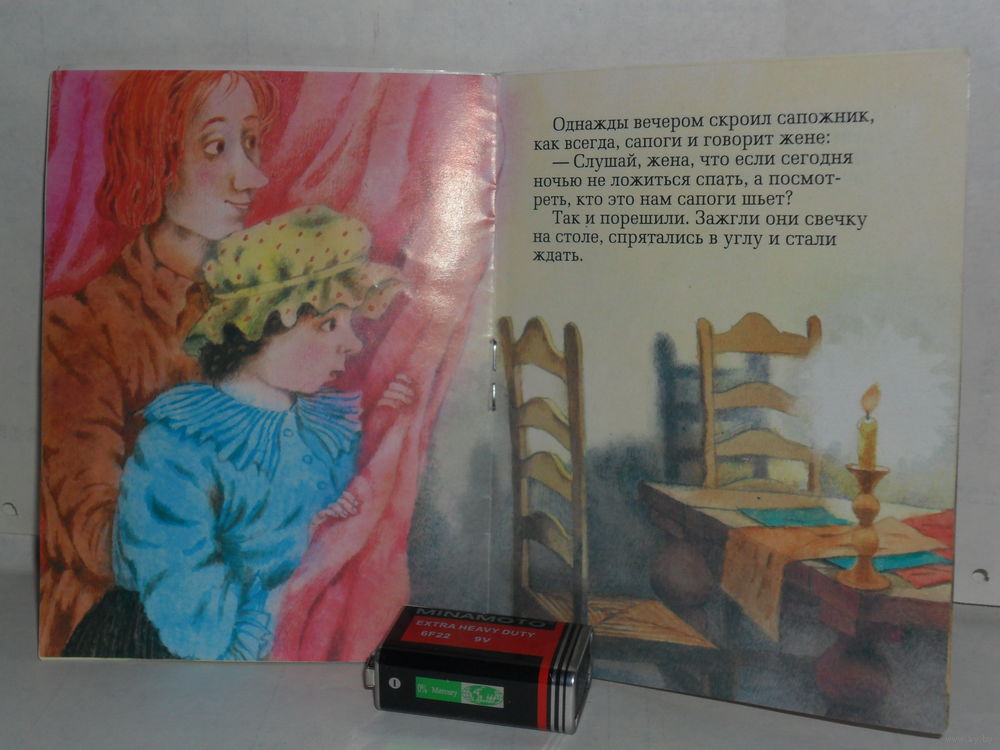 Однажды вечером скроил сапожник,
как всегда, сапоги и говорит жене:
— Слушай, жена, что если сегодня
ночью не ложиться спать, а посмот-
реть, кто это нам сапоги шьет?
Так и порешили. Зажгли они свечку
на столе, спрятались в углу и стали
ждать.
MINAMOTO
EXTRA HEAVY DUTY
6F22 9V
0% Mercury